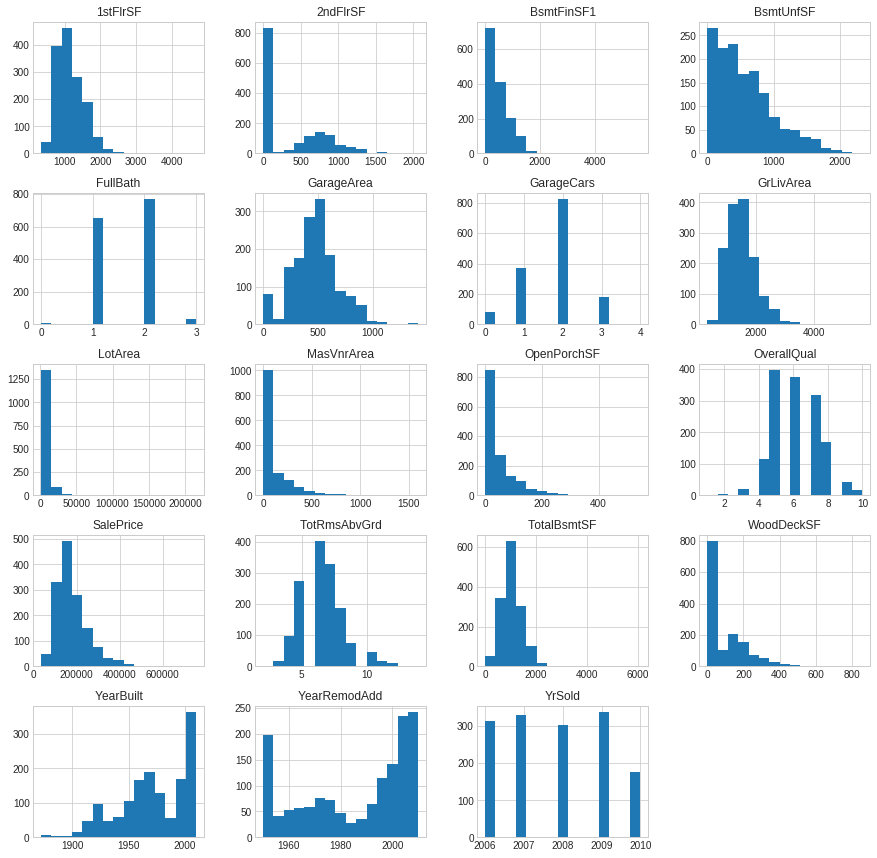 1stFlrSF 2ndFlrSF BsmtFinSF1 BsmtUnfSF
400 300 200 100 0
1000 2000 3000 4000
800 600 400 200 0
0 500 1000 1500 2000
600 400 200 0
0 2000 4000
250 200 150 100 50 0
0 1000 2000
FullBath GarageArea GarageCars GrLivArea
800 600 400 200 0
0 1 2 3
300 200 100 0
0 500 1000
800 600 400 200 0
0 1 2 3 4
400 300 200 100 0
2000 4000
LotArea MasVnrArea OpenPorchSF OverallQual
1250 1000 750 500 250 0
0 50000 100000 150000 200000
1000 800 600 400 200 0
0 500 1000 1500
800 600 400 200 0
0 200 400
400 300 200 100 0
2 4 6 8 10
SalePrice TotRmsAbvGrd TotalBsmtSF WoodDeckSF
500 400 300 200 100 0
0 200000 400000 600000
400 300 200 100 0
5 10
600 400 200 0
0 2000 4000 6000
800 600 400 200 0
0 200 400 600 800
YearBuilt YearRemodAdd YrSold
300 200 100 0
1900 1950 2000
250 200 150 100 50 0
1960 1980 2000
300 200 100 0
2006 2007 2008 2009 2010